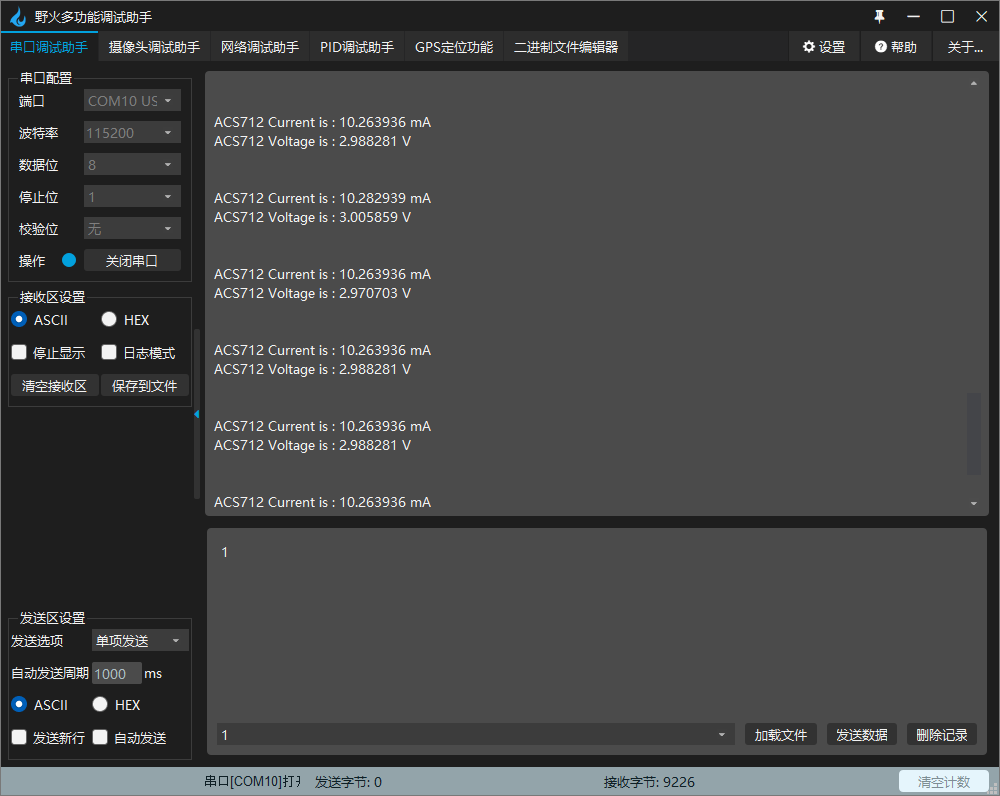 野火多功能调试助手
串口调试助手 摄像头调试助手 网络调试助手 PID调试助手 GPS定位功能 二进制文件编辑器 设置 帮助 关于...
串口配置
端口 COM10 US
波特率 115200
数据位 8
停止位 1
校验位 无
操作 关闭串口
接收区设置
ASCII HEX
停止显示 日志模式
清空接收区 保存到文件
ACS712 Current is : 10.263936 mA
ACS712 Voltage is : 2.988281 V
ACS712 Current is : 10.282939 mA
ACS712 Voltage is : 3.005859 V
ACS712 Current is : 10.263936 mA
ACS712 Voltage is : 2.970703 V
ACS712 Current is : 10.263936 mA
ACS712 Voltage is : 2.988281 V
ACS712 Current is : 10.263936 mA
ACS712 Voltage is : 2.988281 V
ACS712 Current is : 10.263936 mA
发送区设置
发送选项 单项发送
自动发送周期 1000 ms
ASCII HEX
发送新行 自动发送
1
1 加载文件 发送数据 删除记录
串口[COM10]打开 发送字节: 0 接收字节: 9226 清空计数